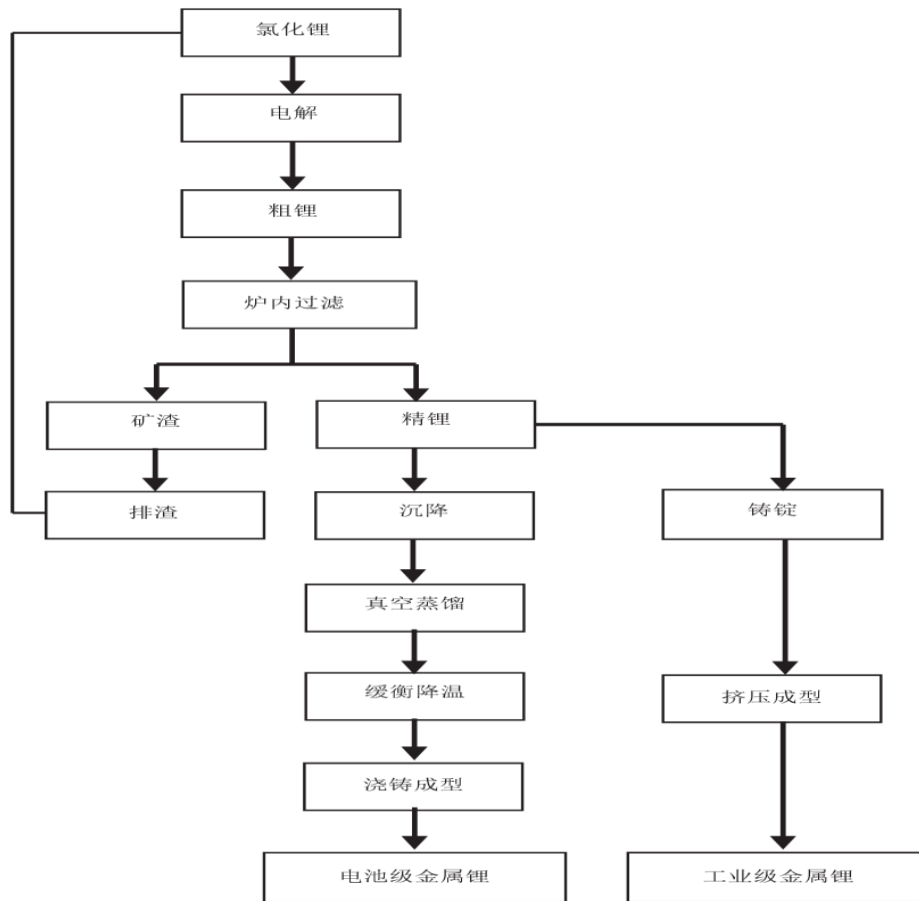 氯化锂
电解
粗锂
炉内过滤
矿渣
精锂
排渣
沉降
铸锭
真空蒸馏
缓衡降温
挤压成型
浇铸成型
电池级金属锂
工业级金属锂